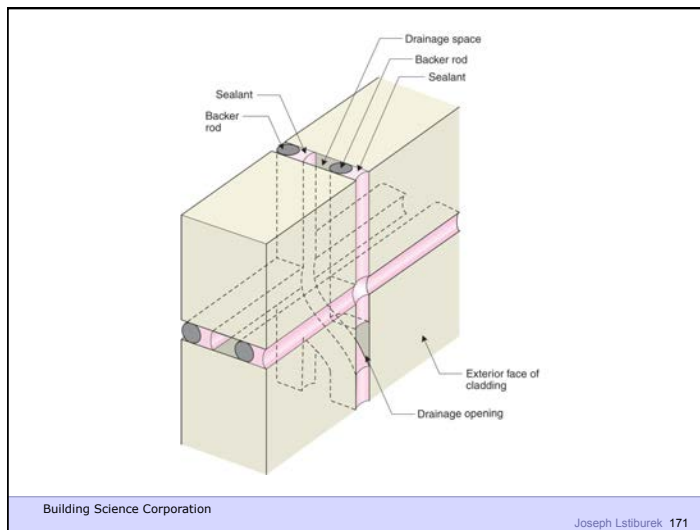 Drainage space
Backer rod
Sealant
Sealant
Backer
rod
Exterior face of
cladding
Drainage opening
Building Science Corporation
Joseph Lstiburek 171